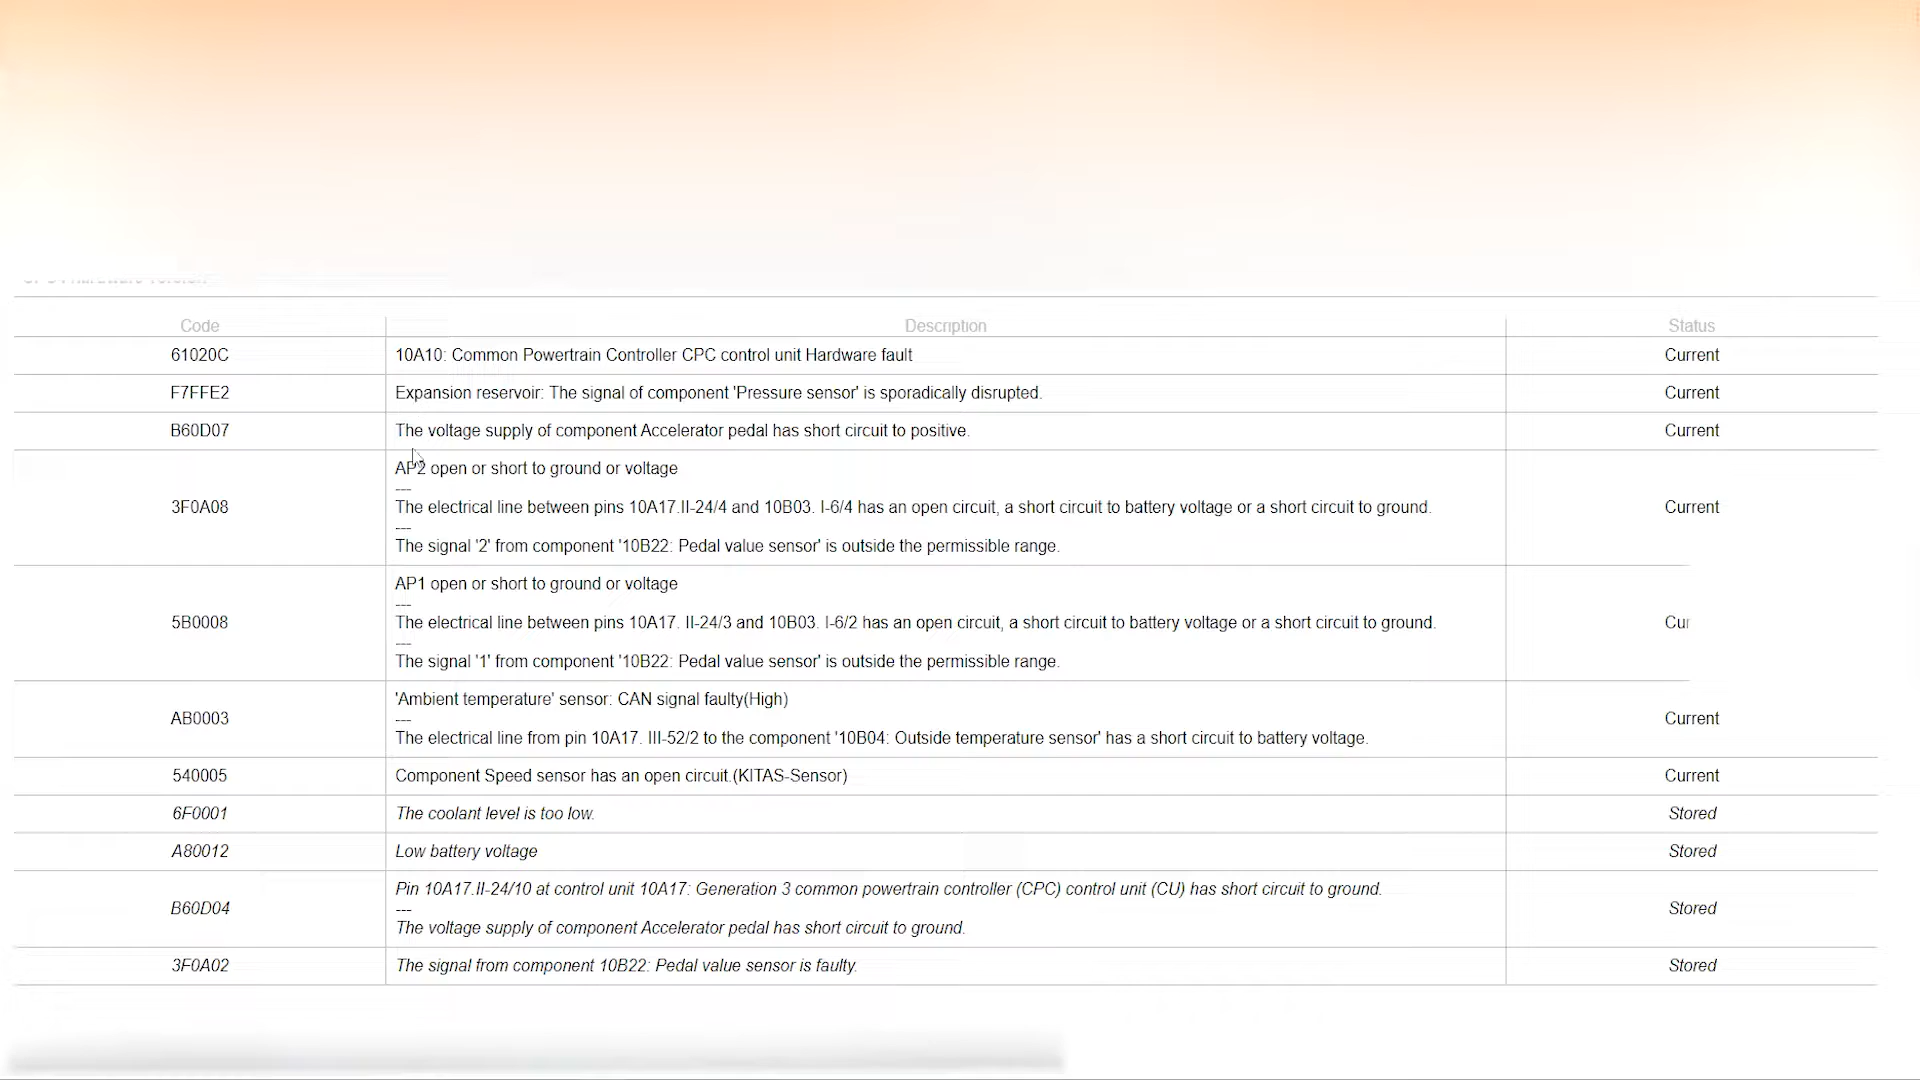 Code Description Status
61020C 10A10: Common Powertrain Controller CPC control unit Hardware fault Current
F7FFE2 Expansion reservoir: The signal of component 'Pressure sensor' is sporadically disrupted. Current
B60D07 The voltage supply of component Accelerator pedal has short circuit to positive. Current
AP2 open or short to ground or voltage
---
3F0A08 The electrical line between pins 10A17.II-24/4 and 10B03. I-6/4 has an open circuit, a short circuit to battery voltage or a short circuit to ground. Current
---
The signal '2' from component '10B22: Pedal value sensor' is outside the permissible range.
AP1 open or short to ground or voltage
---
5B0008 The electrical line between pins 10A17. II-24/3 and 10B03. I-6/2 has an open circuit, a short circuit to battery voltage or a short circuit to ground. Cur
---
The signal '1' from component '10B22: Pedal value sensor' is outside the permissible range.
'Ambient temperature' sensor: CAN signal faulty(High)
AB0003 --- Current
The electrical line from pin 10A17. III-52/2 to the component '10B04: Outside temperature sensor' has a short circuit to battery voltage.
540005 Component Speed sensor has an open circuit.(KITAS-Sensor) Current
6F0001 The coolant level is too low. Stored
A80012 Low battery voltage Stored
Pin 10A17.II-24/10 at control unit 10A17: Generation 3 common powertrain controller (CPC) control unit (CU) has short circuit to ground.
B60D04 --- Stored
The voltage supply of component Accelerator pedal has short circuit to ground.
3F0A02 The signal from component 10B22: Pedal value sensor is faulty. Stored